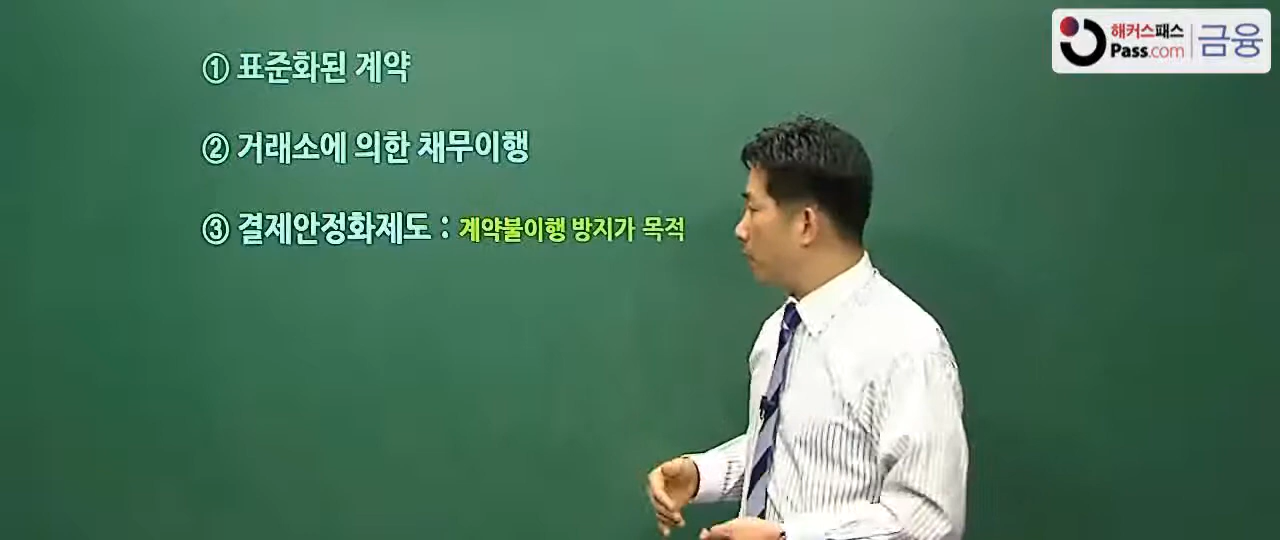 해커스패스 금융
Pass.com
① 표준화된 계약
② 거래소에 의한 채무이행
③ 결제안정화제도 : 계약불이행 방지가 목적